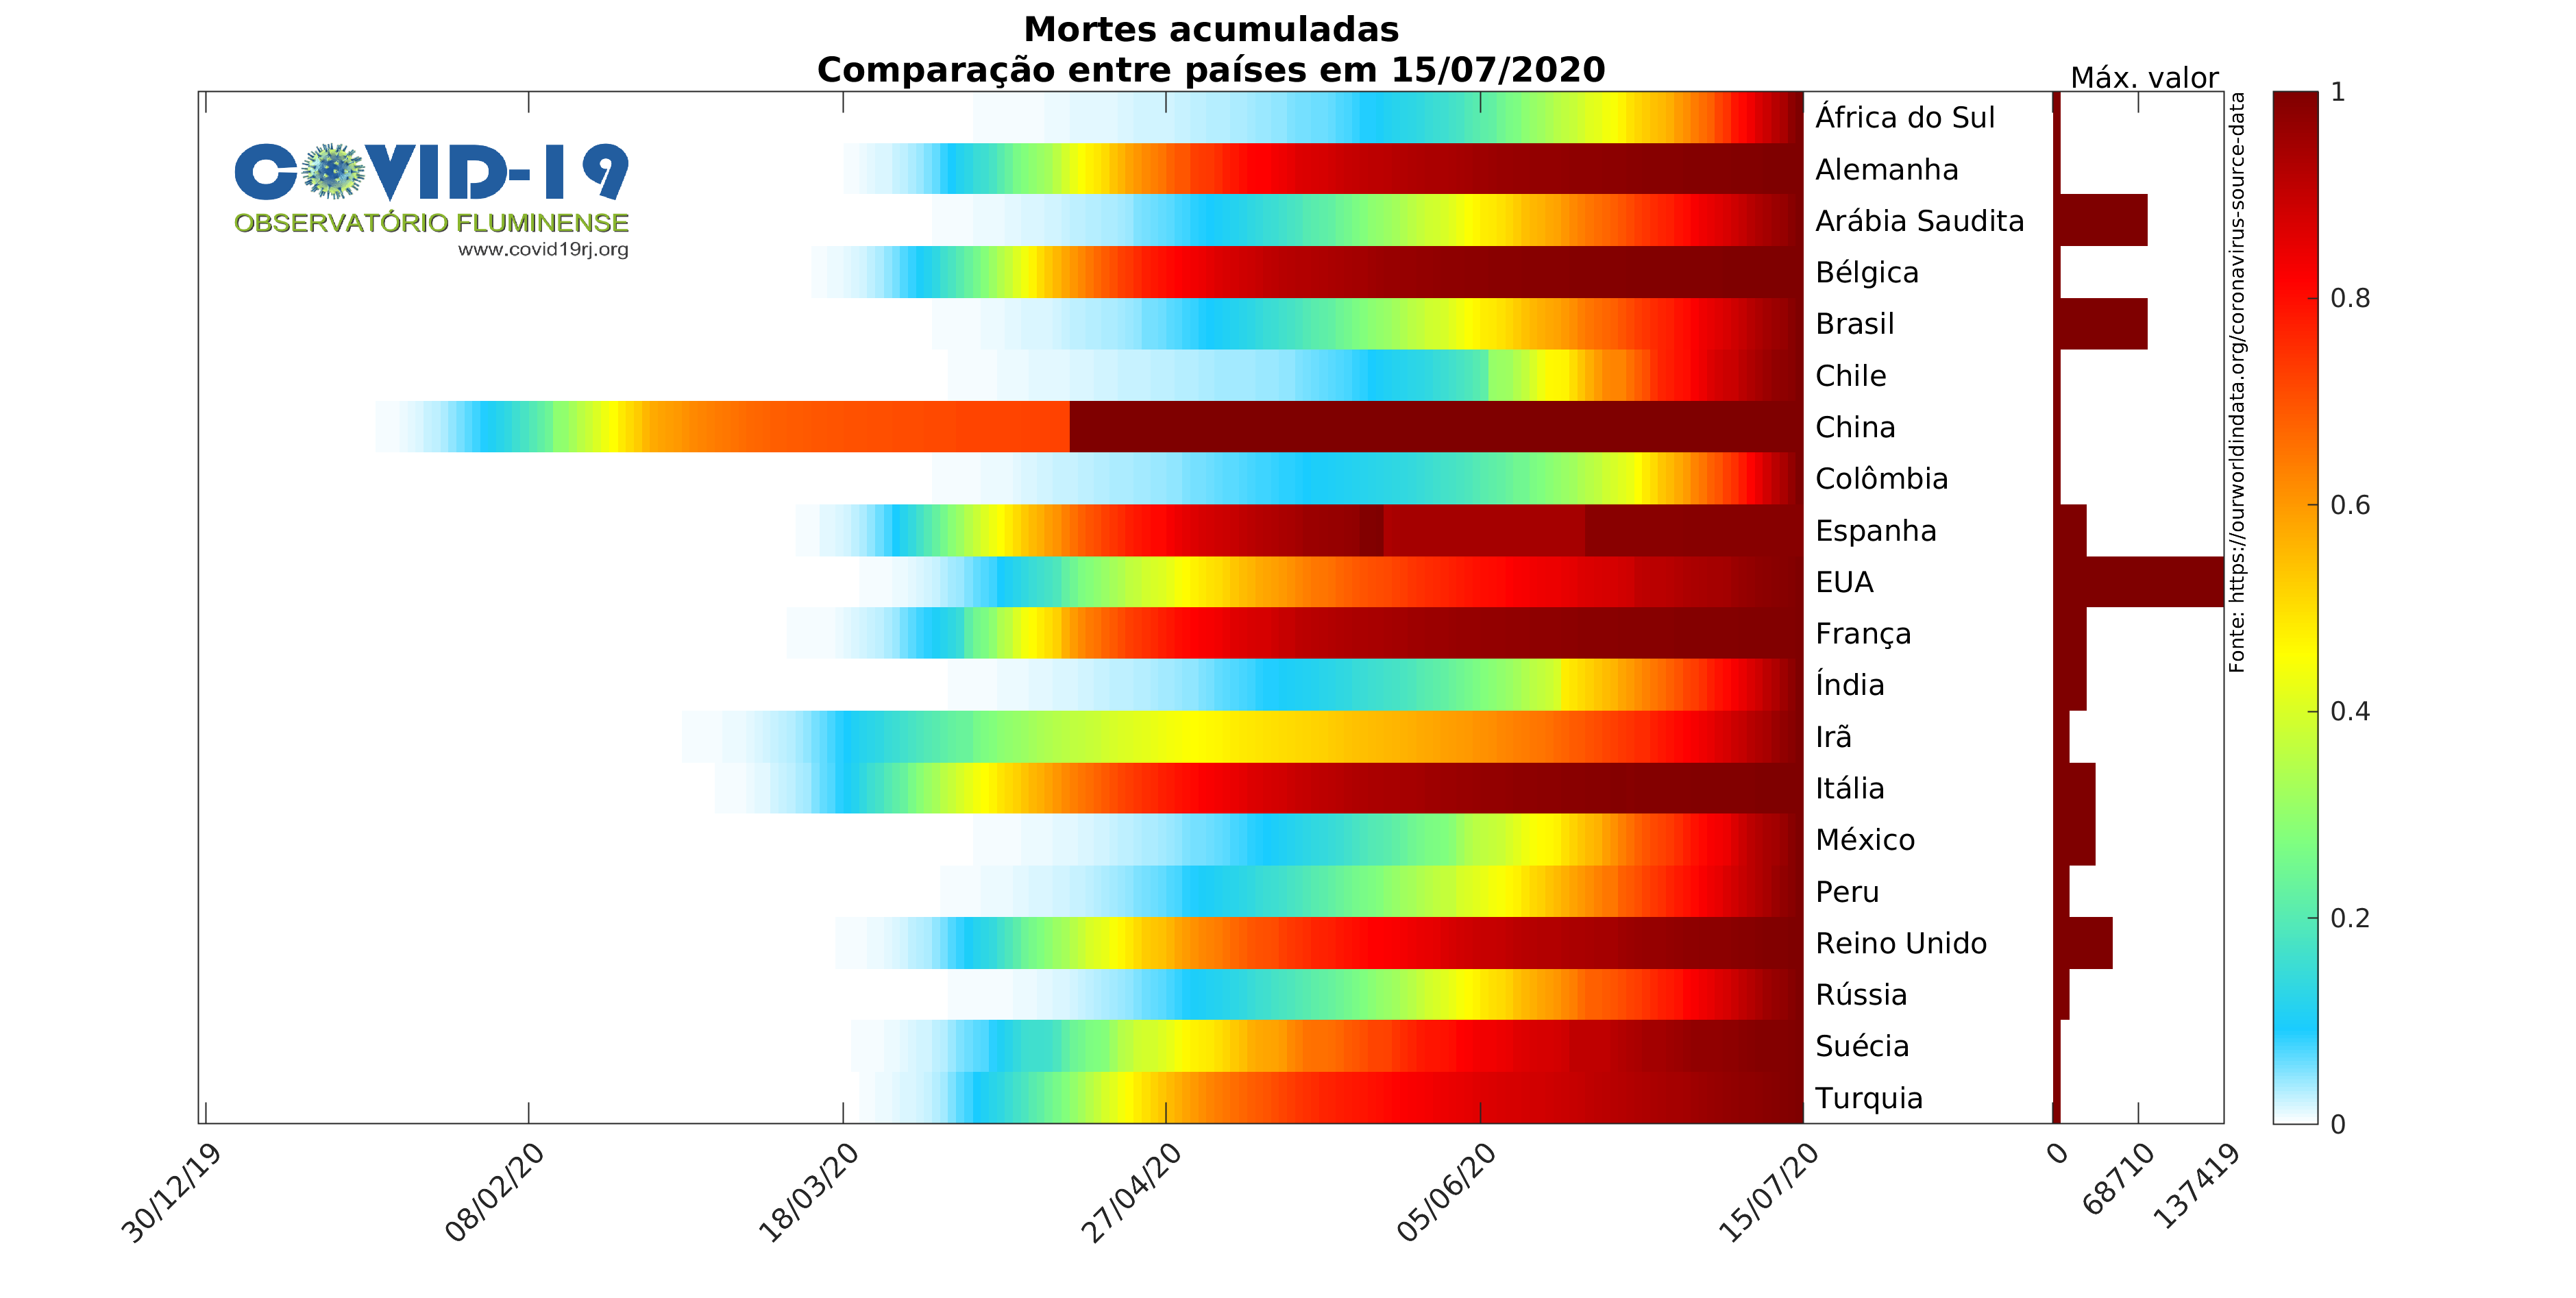 Mortes acumuladas
Comparação entre países em 15/07/2020
Máx. valor
COVID-19
OBSERVATÓRIO FLUMINENSE
www.covid19rj.org
África do Sul
Alemanha
Arábia Saudita
Bélgica
Brasil
Chile
China
Colômbia
Espanha
EUA
França
Índia
Irã
Itália
México
Peru
Reino Unido
Rússia
Suécia
Turquia
Fonte: https://ourworldindata.org/coronavirus-source-data
1
0.8
0.6
0.4
0.2
0
30/12/19
08/02/20
18/03/20
27/04/20
05/06/20
15/07/20
0
68710
137419